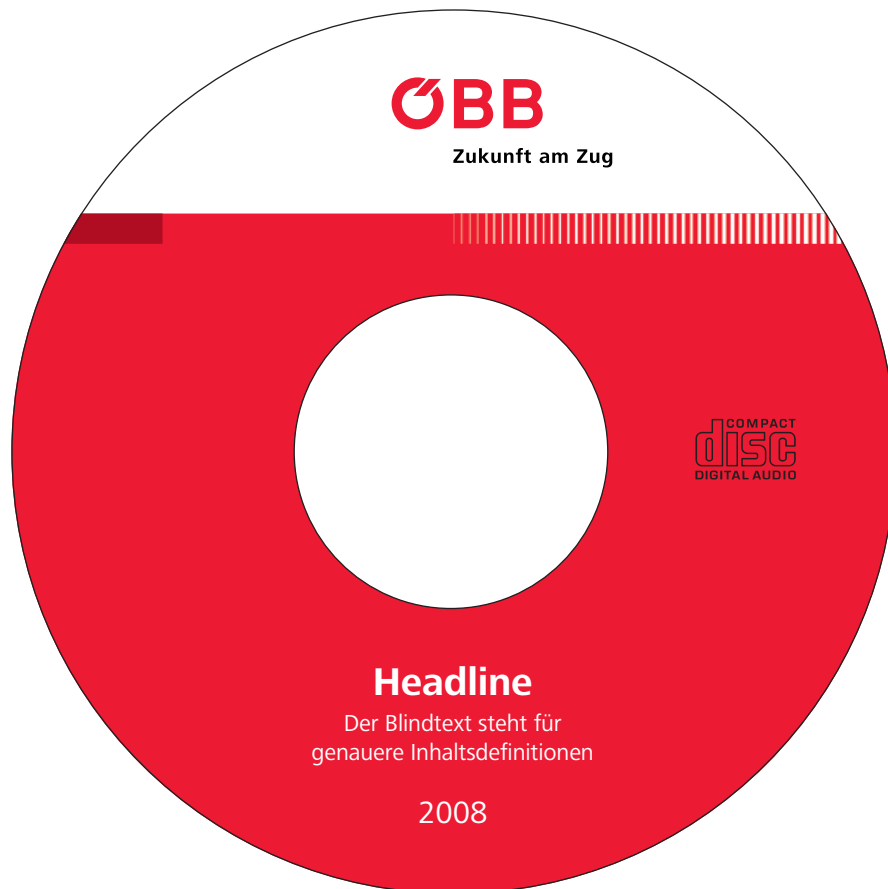 ÖBB
Zukunft am Zug
COMPACT
disc
DIGITAL AUDIO
Headline
Der Blindtext steht für
genauere Inhaltsdefinitionen
2008